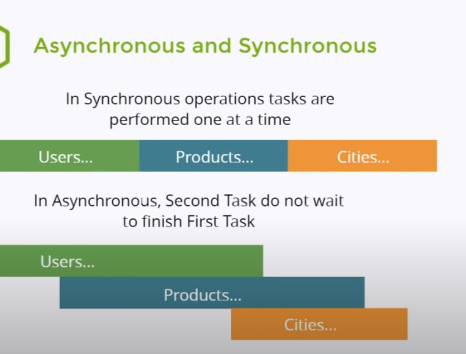 Asynchronous and Synchronous
In Synchronous operations tasks are
performed one at a time
Users...
Products...
Cities...
In Asynchronous, Second Task do not wait
to finish First Task
Users...
Products...
Cities...